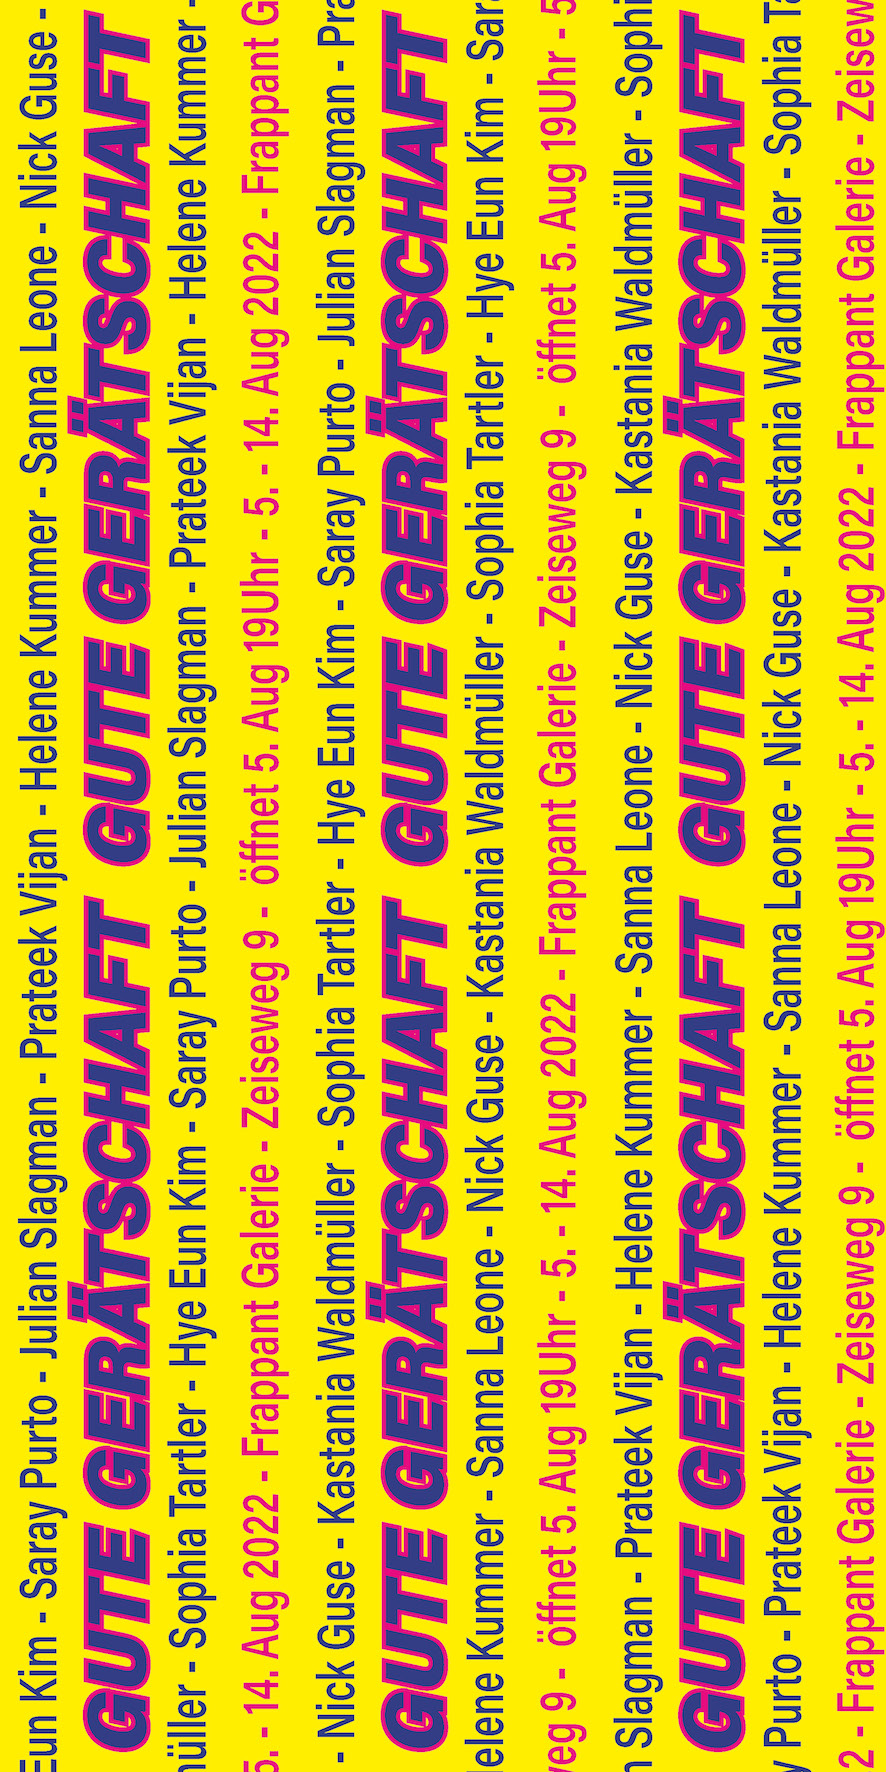 Eun Kim - Saray Purto - Julian Slagman - Prateek Vijan - Helene Kummer - Sanna Leone - Nick Guse -
GUTE GERÄTSCHAFT GUTE GERÄTSCHAFT
müller - Sophia Tartler - Hye Eun Kim - Saray Purto - Julian Slagman - Prateek Vijan - Helene Kummer -
5. - 14. Aug 2022 - Frappant Galerie - Zeiseweg 9 - öffnet 5. Aug 19Uhr - 5. - 14. Aug 2022 - Frappant G
- Nick Guse - Kastania Waldmüller - Sophia Tartler - Hye Eun Kim - Saray Purto - Julian Slagman - Pra
GUTE GERÄTSCHAFT GUTE GERÄTSCHAFT
elene Kummer - Sanna Leone - Nick Guse - Kastania Waldmüller - Sophia Tartler - Hye Eun Kim - Sara
weg 9 - öffnet 5. Aug 19Uhr - 5. - 14. Aug 2022 - Frappant Galerie - Zeiseweg 9 - öffnet 5. Aug 19Uhr - 5
n Slagman - Prateek Vijan - Helene Kummer - Sanna Leone - Nick Guse - Kastania Waldmüller - Sophi
GUTE GERÄTSCHAFT GUTE GERÄTSCHAFT
y Purto - Prateek Vijan - Helene Kummer - Sanna Leone - Nick Guse - Kastania Waldmüller - Sophia Ta
2 - Frappant Galerie - Zeiseweg 9 - öffnet 5. Aug 19Uhr - 5. - 14. Aug 2022 - Frappant Galerie - Zeisew